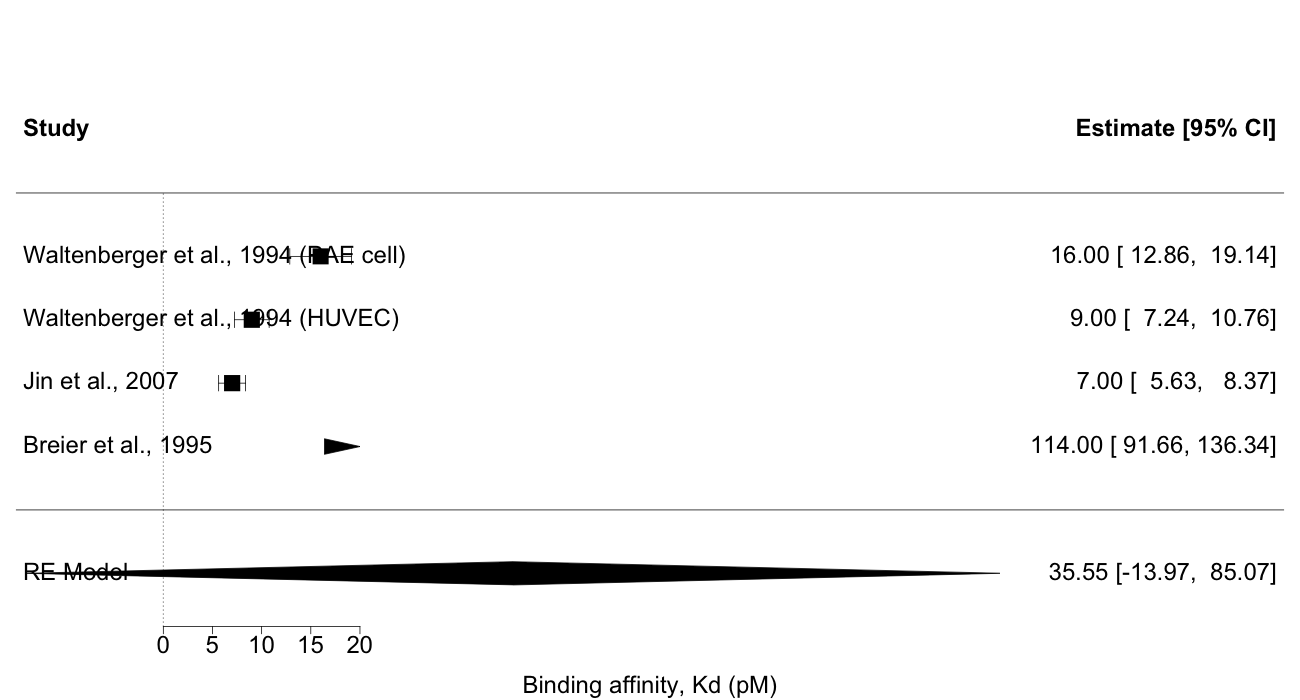 Study Estimate [95% CI]
Waltenberger et al., 1994 (PAE cell) 16.00 [ 12.86, 19.14]
Waltenberger et al., 1994 (HUVEC) 9.00 [ 7.24, 10.76]
Jin et al., 2007 7.00 [ 5.63, 8.37]
Breier et al., 1995 114.00 [ 91.66, 136.34]
RE Model 35.55 [-13.97, 85.07]
0 5 10 15 20
Binding affinity, Kd (pM)